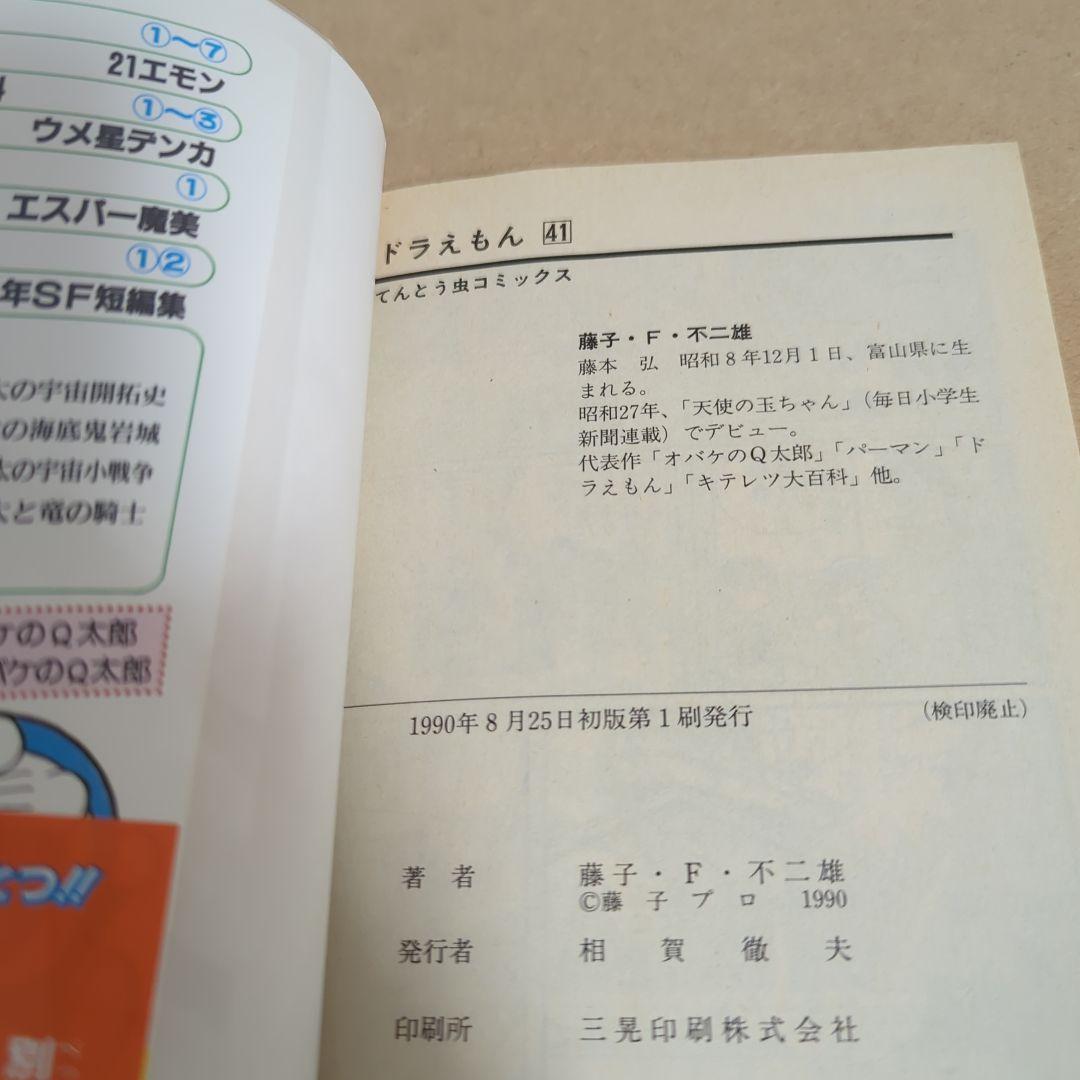 ①〜⑦
21エモン
①〜③
ウメ星デンカ
①
エスパー魔美
①②
年SF短編集
太の宇宙開拓史
の海底鬼岩城
太の宇宙小戦争
太と竜の騎士
ケのQ太郎
バケのQ太郎
ドラえもん 41
てんとう虫コミックス
藤子・F・不二雄
藤本 弘 昭和8年12月1日、富山県に生
まれる。
昭和27年、「天使の玉ちゃん」(毎日小学生
新聞連載)でデビュー。
代表作「オバケのQ太郎」「パーマン」「ド
ラえもん」「キテレツ大百科」他。
1990年8月25日初版第1刷発行
(検印廃止)
著者 藤子・F・不二雄
©藤子プロ 1990
発行者 相賀徹夫
印刷所 三晃印刷株式会社